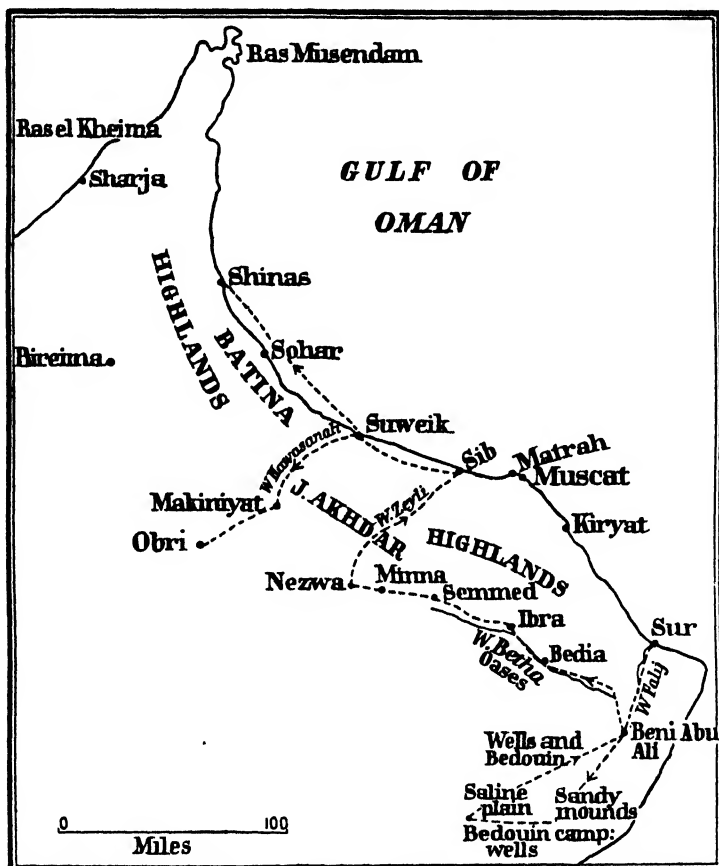 Ras Musendam
Ras el Kheima
Sharja
GULF OF
OMAN
Shinas
HIGHLANDS
BATINA
Sohar
Bireima
Suweik
W. Hawasanah
Sib
Matrah
Muscat
Makiniyat
J. AKHDAR
W. Zeyli
Kiryat
Obri
HIGHLANDS
Nezwa
Minna
Semmed
Ibra
Sur
W. Betha
Oases
Bedia
W Falij
Wells and
Bedouin
Beni Abu
Ali
Saline
plain
Sandy
mounds
Bedouin camp:
wells
0 100
Miles